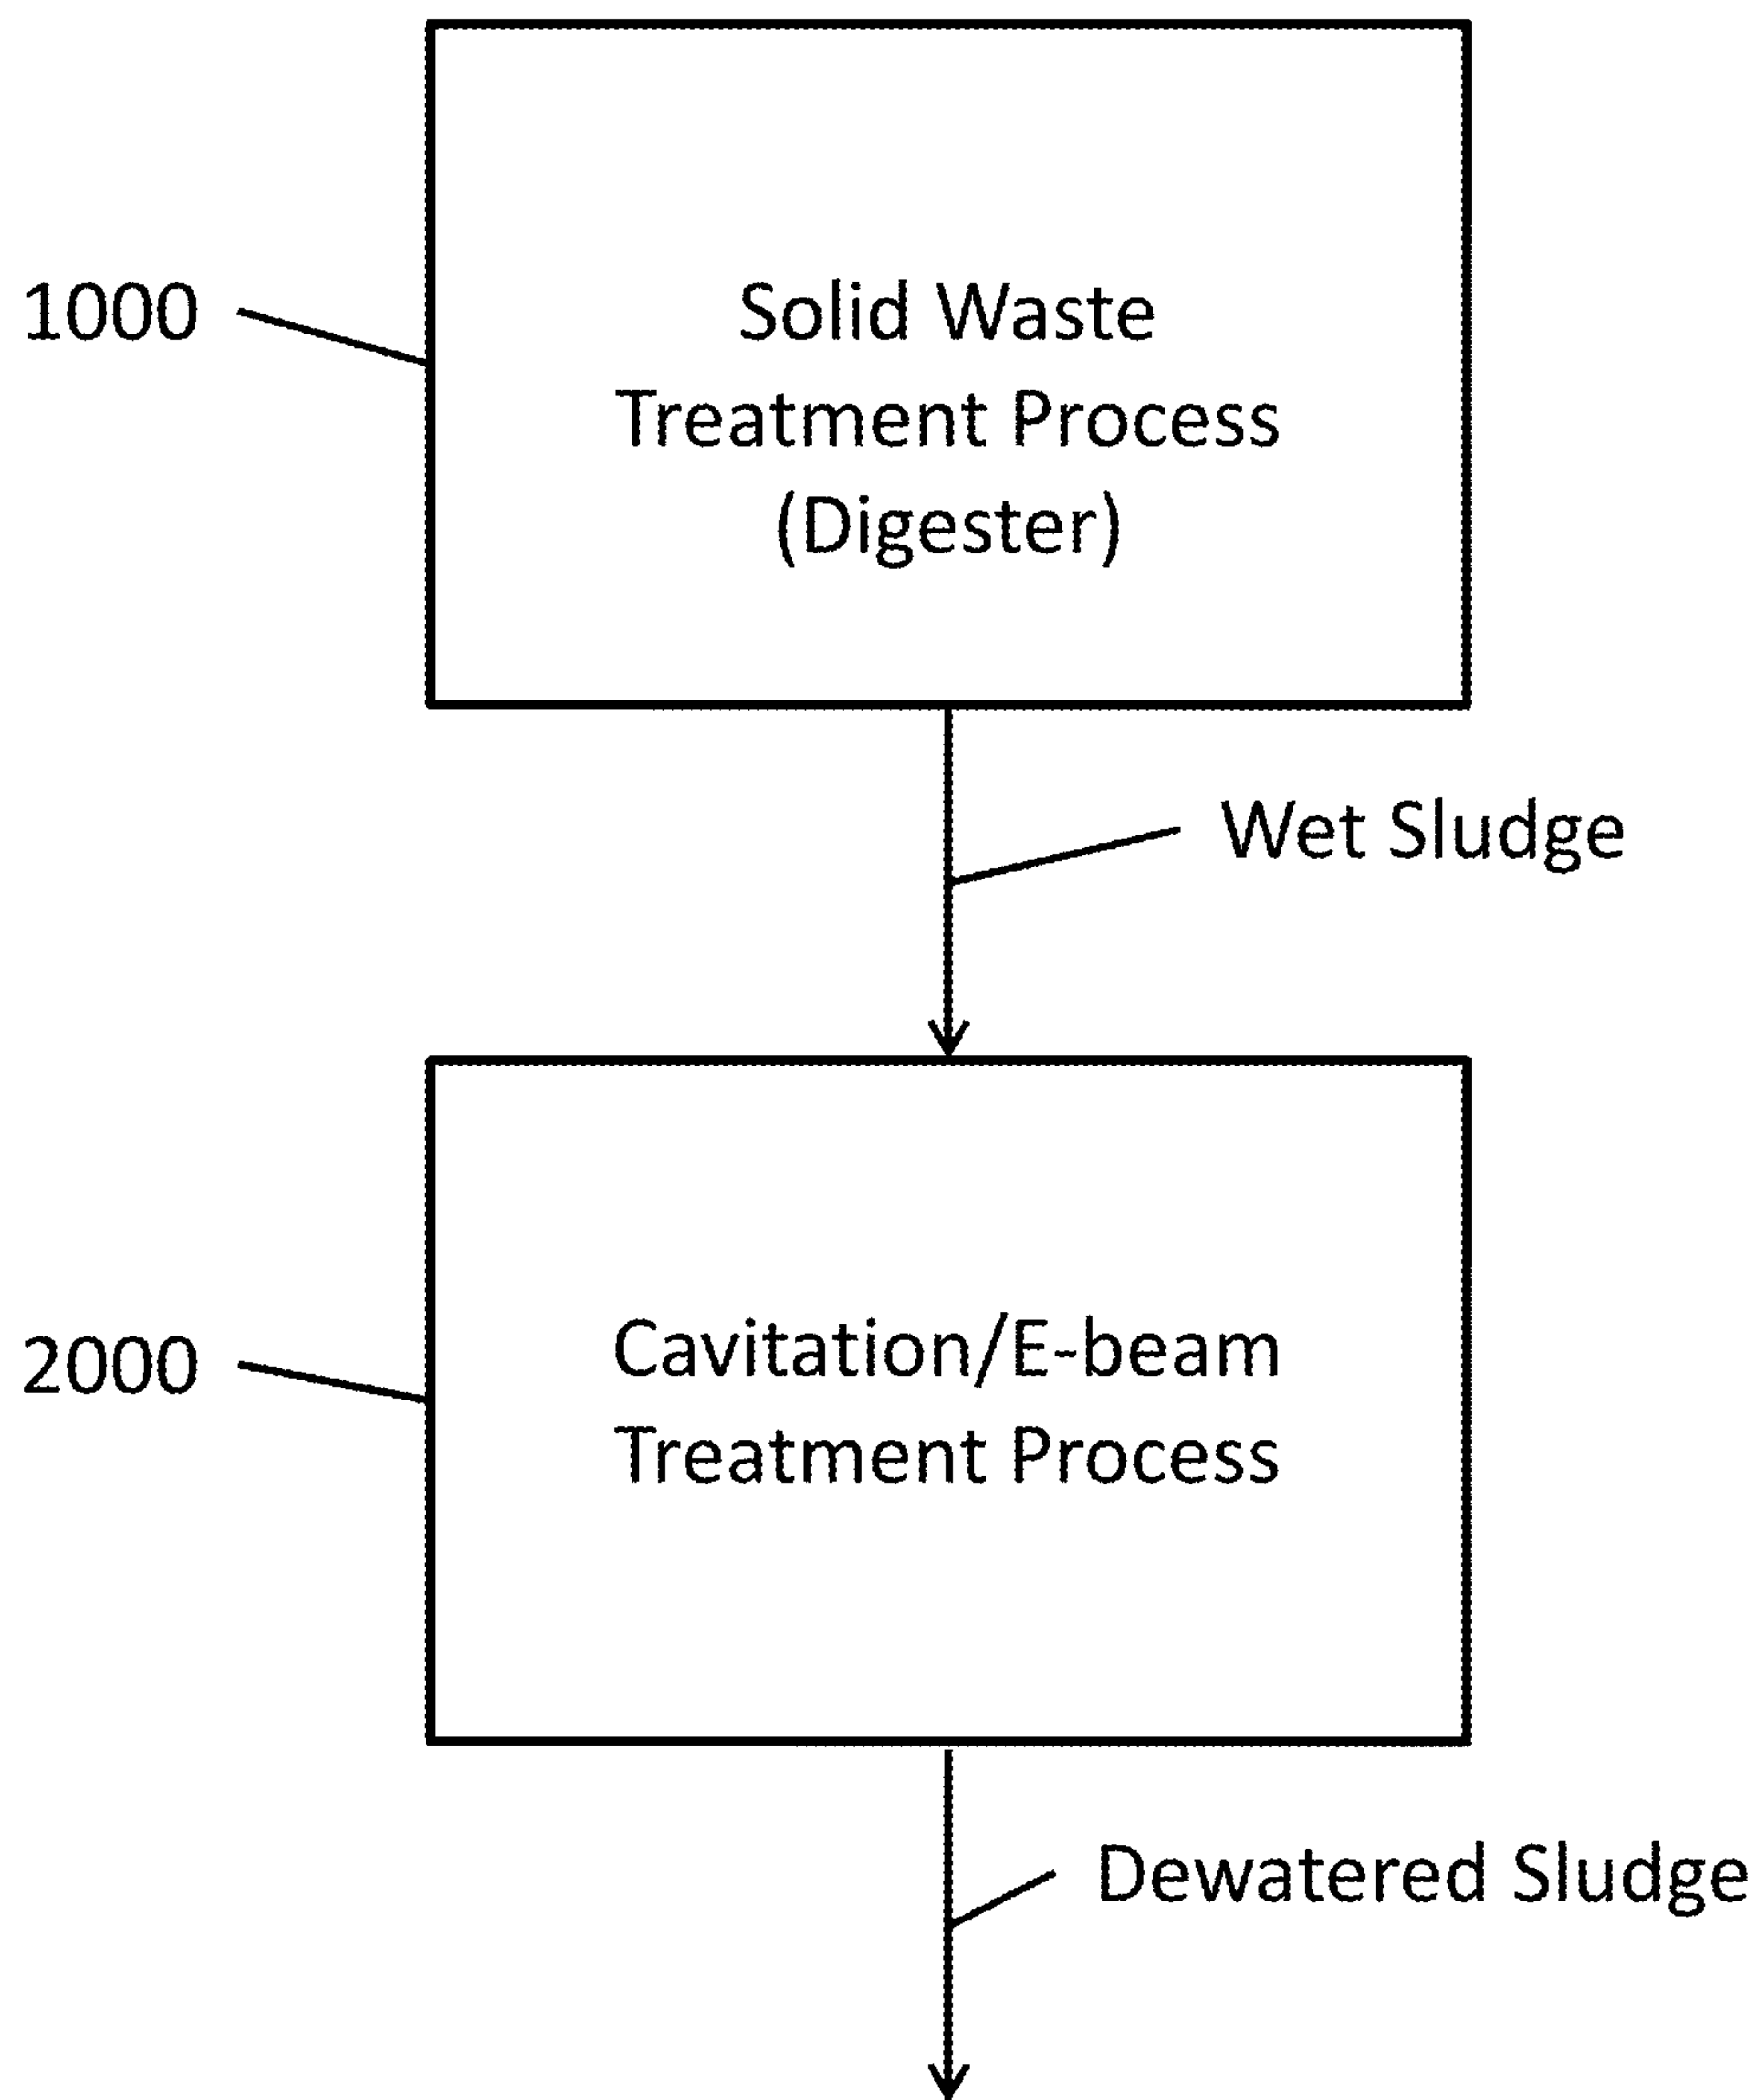 1000
Solid Waste
Treatment Process
(Digester)
Wet Sludge
2000
Cavitation/E-beam
Treatment Process
Dewatered Sludge